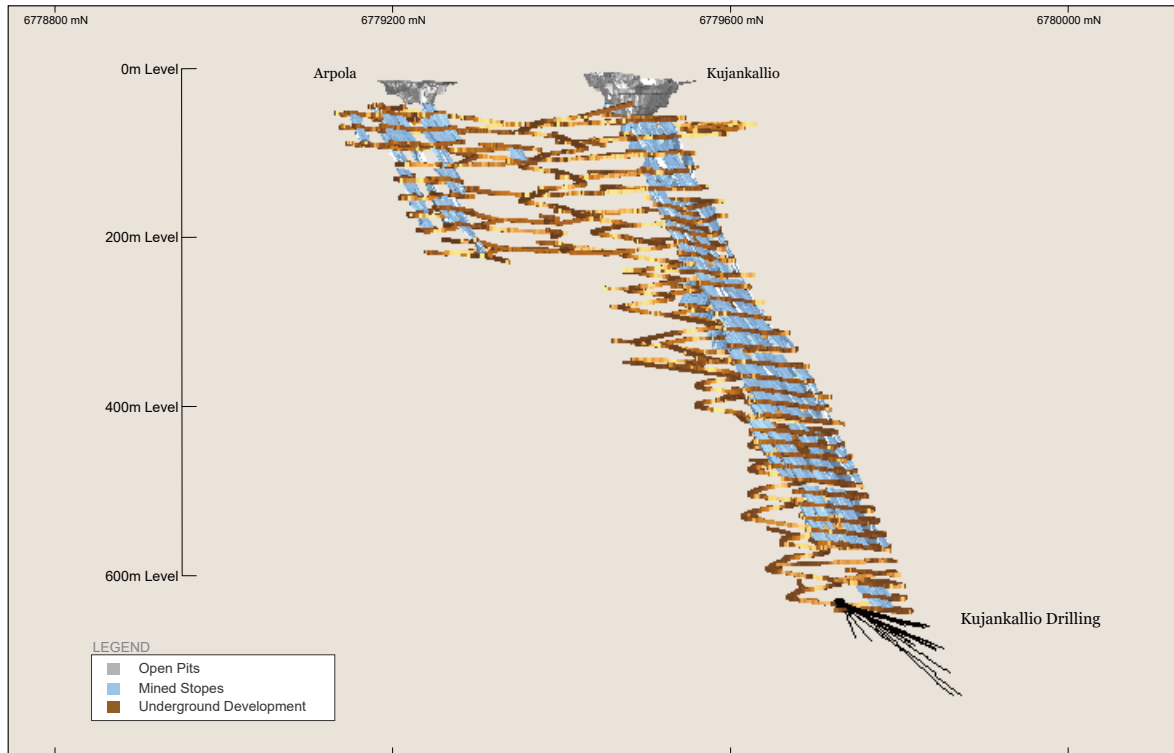 6778800 mN
6779200 mN
6779600 mN
6780000 mN
0m Level
Arpola
Kujankallio
200m Level
400m Level
600m Level
Kujankallio Drilling
LEGEND
Open Pits
Mined Stopes
Underground Development